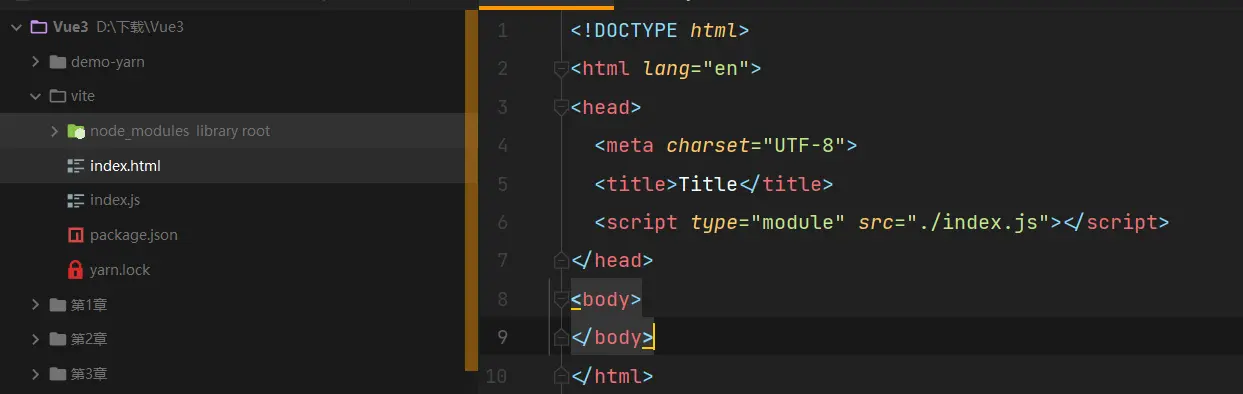 Vue3 D:\下载\Vue3
demo-yarn
vite
node_modules library root
index.html
index.js
package.json
yarn.lock
第1章
第2章
第3章
1 <!DOCTYPE html>
2 <html lang="en">
3 <head>
4 <meta charset="UTF-8">
5 <title>Title</title>
6 <script type="module" src="./index.js"></script>
7 </head>
8 <body>
9 </body>
10 </html>